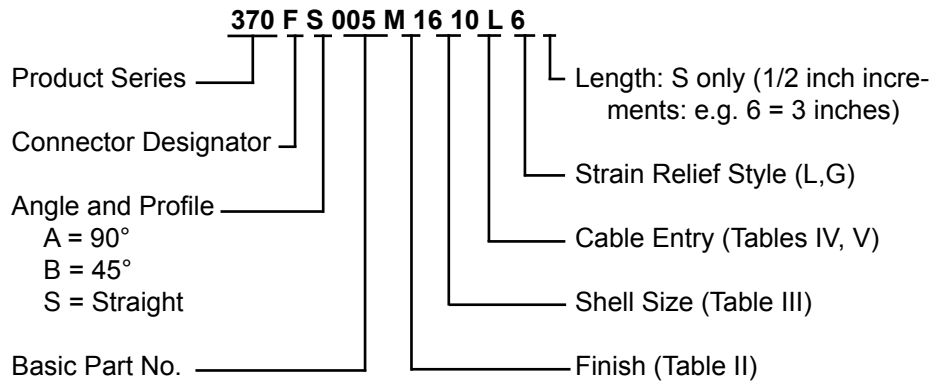 370 F S 005 M 16 10 L 6
Product Series
Connector Designator
Angle and Profile
A = 90°
B = 45°
S = Straight
Basic Part No.
Length: S only (1/2 inch incre-
ments: e.g. 6 = 3 inches)
Strain Relief Style (L,G)
Cable Entry (Tables IV, V)
Shell Size (Table III)
Finish (Table II)